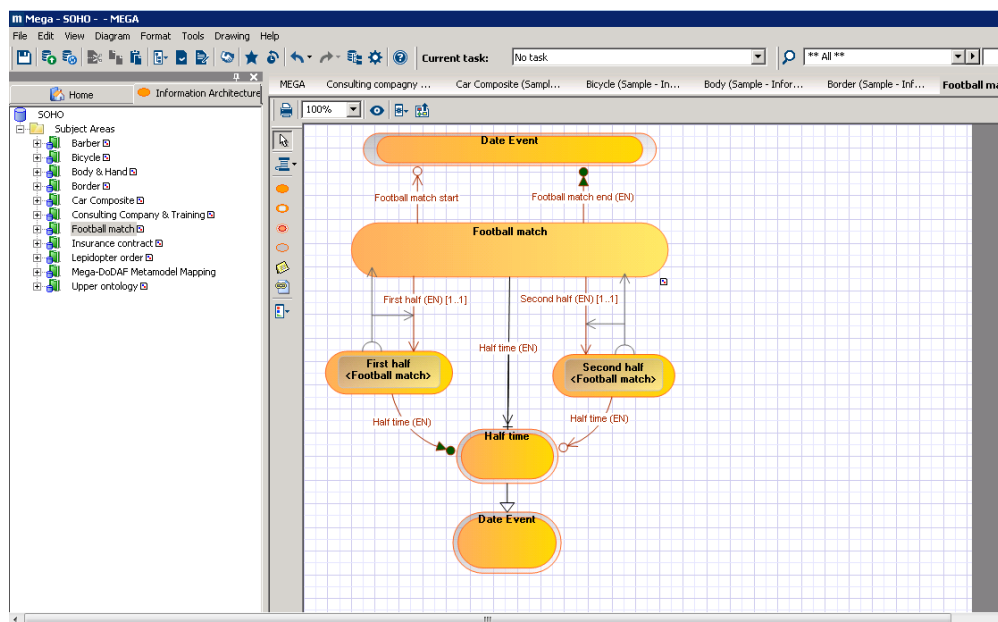 m Mega - SOHO - - MEGA
File Edit View Diagram Format Tools Drawing Help
Current task: No task ** All **
Home Information Architecture
MEGA Consulting compagny ... Car Composite (Sampl... Bicycle (Sample - In... Body (Sample - Infor... Border (Sample - Inf... Football ma
100%
SOHO
Subject Areas
Barber
Bicycle
Body & Hand
Border
Car Composite
Consulting Company & Training
Football match
Insurance contract
Lepidopter order
Mega-DoDAF Metamodel Mapping
Upper ontology
Date Event
Football match start
Football match end (EN)
Football match
First half (EN) [1..1]
Second half (EN) [1..1]
Half time (EN)
First half
<Football match>
Second half
<Football match>
Half time (EN)
Half time (EN)
Half time
Date Event